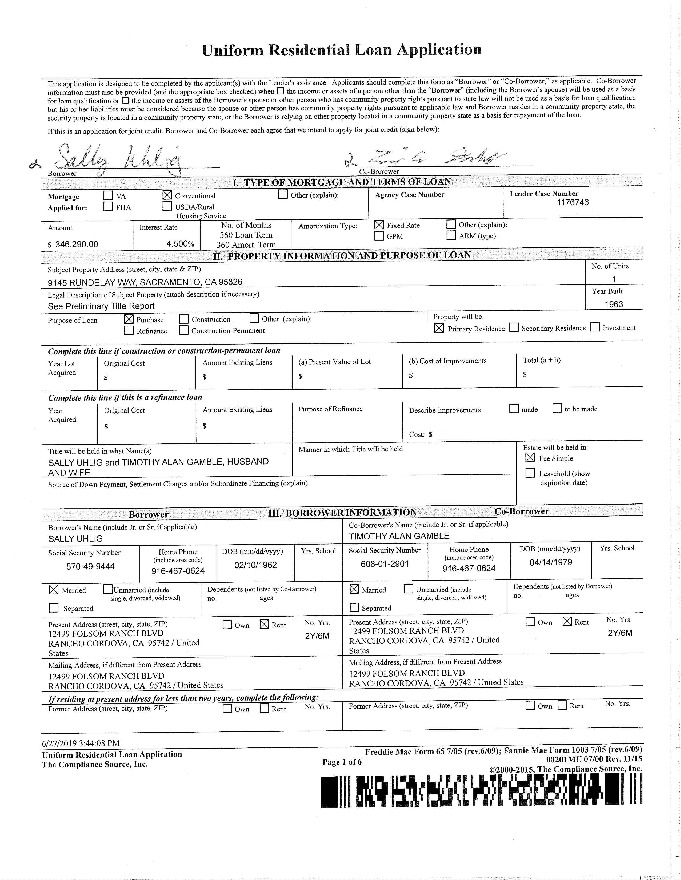 Uniform Residential Loan Application
This application is designed to be completed by the applicant(s) with the Lender's assistance. Applicants should complete this form as "Borrower" or "Co-Borrower," as applicable. Co-Borrower
information must also be provided (and the appropriate box checked) when ☐ the income or assets of a person other than the "Borrower" (including the Borrower's spouse) will be used as a basis
for loan qualification or ☐ the income or assets of the Borrower's spouse or other person who has community property rights pursuant to state law will not be used as a basis for loan qualification,
but his or her liabilities must be considered because the spouse or other person has community property rights pursuant to applicable law and Borrower resides in a community property state, the
security property is located in a community property state, or the Borrower is relying on other property located in a community property state as a basis for repayment of the loan.
If this is an application for joint credit, Borrower and Co-Borrower each agree that we intend to apply for joint credit (sign below):
Sally Uhlig
Borrower Co-Borrower
I. TYPE OF MORTGAGE AND TERMS OF LOAN
Mortgage ☐ VA ☒ Conventional ☐ Other (explain): Agency Case Number Lender Case Number
Applied for: ☐ FHA ☐ USDA/Rural Housing Service 1176743
Amount Interest Rate No. of Months Amortization Type: ☒ Fixed Rate ☐ Other (explain):
$ 346,290.00 4.500% 360 Loan Term 360 Amort. Term ☐ GPM ☐ ARM (type)
II. PROPERTY INFORMATION AND PURPOSE OF LOAN
Subject Property Address (street, city, state & ZIP) No. of Units
9145 RUNDELAY WAY, SACRAMENTO, CA 95826 1
Legal Description of Subject Property (attach description if necessary) Year Built
See Preliminary Title Report 1963
Purpose of Loan ☒ Purchase ☐ Construction ☐ Other (explain): Property will be:
☐ Refinance ☐ Construction-Permanent ☒ Primary Residence ☐ Secondary Residence ☐ Investment
Complete this line if construction or construction-permanent loan
Year Lot Acquired Original Cost Amount Existing Liens (a) Present Value of Lot (b) Cost of Improvements Total (a + b)
$ $ $ $ $
Complete this line if this is a refinance loan
Year Acquired Original Cost Amount Existing Liens Purpose of Refinance Describe Improvements ☐ made ☐ to be made
$ $ Cost: $
Title will be held in what Name(s) Manner in which Title will be held Estate will be held in:
SALLY UHLIG and TIMOTHY ALAN GAMBLE, HUSBAND ☒ Fee Simple
AND WIFE ☐ Leasehold (show
Source of Down Payment, Settlement Charges and/or Subordinate Financing (explain) expiration date)
Borrower III. BORROWER INFORMATION Co-Borrower
Borrower's Name (include Jr. or Sr. if applicable) Co-Borrower's Name (include Jr. or Sr. if applicable)
SALLY UHLIG TIMOTHY ALAN GAMBLE
Social Security Number Home Phone (include area code) DOB (mm/dd/yyyy) Yrs. School Social Security Number Home Phone (include area code) DOB (mm/dd/yyyy) Yrs. School
570-49-9444 916-467-0624 02/10/1962 608-01-2901 916-467-0624 04/14/1979
☒ Married ☐ Unmarried (include single, divorced, widowed) Dependents (not listed by Co-Borrower) no. ages ☒ Married ☐ Unmarried (include single, divorced, widowed) Dependents (not listed by Borrower) no. ages
☐ Separated ☐ Separated
Present Address (street, city, state, ZIP) ☐ Own ☒ Rent No. Yrs. Present Address (street, city, state, ZIP) ☐ Own ☒ Rent No. Yrs.
12499 FOLSOM RANCH BLVD 2Y/6M 2499 FOLSOM RANCH BLVD 2Y/6M
RANCHO CORDOVA, CA 95742 / United States RANCHO CORDOVA, CA 95742 / United States
Mailing Address, if different from Present Address Mailing Address, if different from Present Address
12499 FOLSOM RANCH BLVD 12499 FOLSOM RANCH BLVD
RANCHO CORDOVA, CA 95742 / United States RANCHO CORDOVA, CA 95742 / United States
If residing at present address for less than two years, complete the following:
Former Address (street, city, state, ZIP) ☐ Own ☐ Rent No. Yrs. Former Address (street, city, state, ZIP) ☐ Own ☐ Rent No. Yrs.
3:44:03 PM
Uniform Residential Loan Application Freddie Mac Form 65 7/05 (rev.6/09); Fannie Mae Form 1003 7/05 (rev.6/09)
The Compliance Source, Inc. Page 1 of 6 00201MU 07/00 Rev. 11/15
©2000-2015, The Compliance Source, Inc.